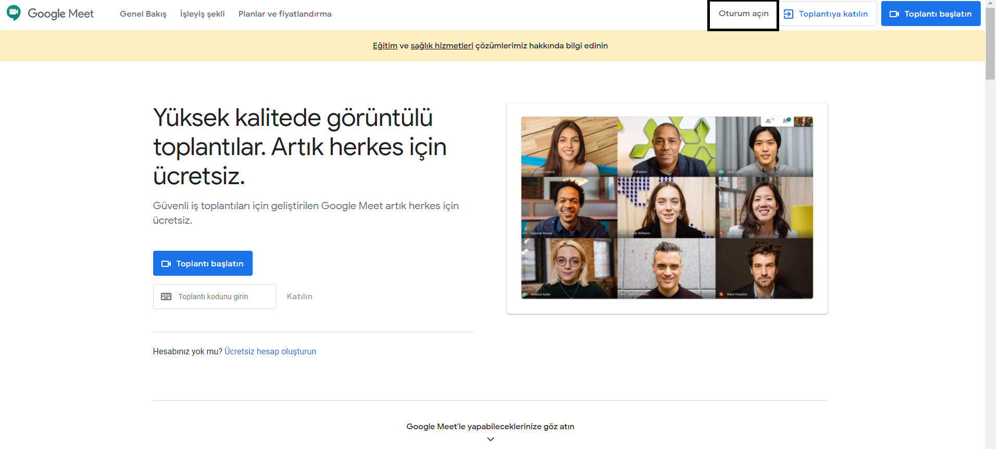 Google Meet
Genel Bakış
İşleyiş şekli
Planlar ve fiyatlandırma
Oturum açın
Toplantıya katılın
Toplantı başlatın
Eğitim ve sağlık hizmetleri çözümlerimiz hakkında bilgi edinin
Yüksek kalitede görüntülü
toplantılar. Artık herkes için
ücretsiz.
Güvenli iş toplantıları için geliştirilen Google Meet artık herkes için
ücretsiz.
Toplantı başlatın
Toplantı kodunu girin
Katılın
Hesabınız yok mu? Ücretsiz hesap oluşturun
Elizabeth Adams
Jeff Sheldon
Jack
Spencer Kacey
Sarah Williams
Jessica Ayala
Ben Thomson
Mark Houston
Google Meet'le yapabileceklerinize göz atın